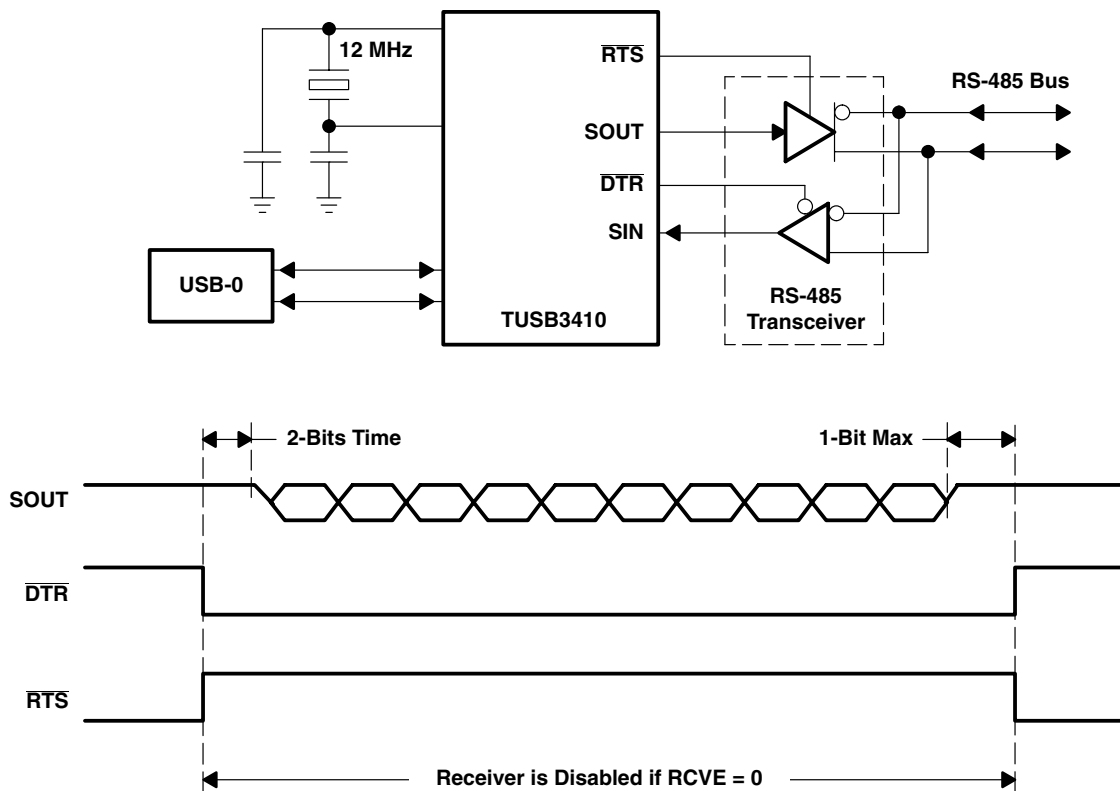 12 MHz
RTS
SOUT
DTR
SIN
TUSB3410
USB-0
RS-485 Bus
RS-485
Transceiver
2-Bits Time
1-Bit Max
SOUT
DTR
RTS
Receiver is Disabled if RCVE = 0